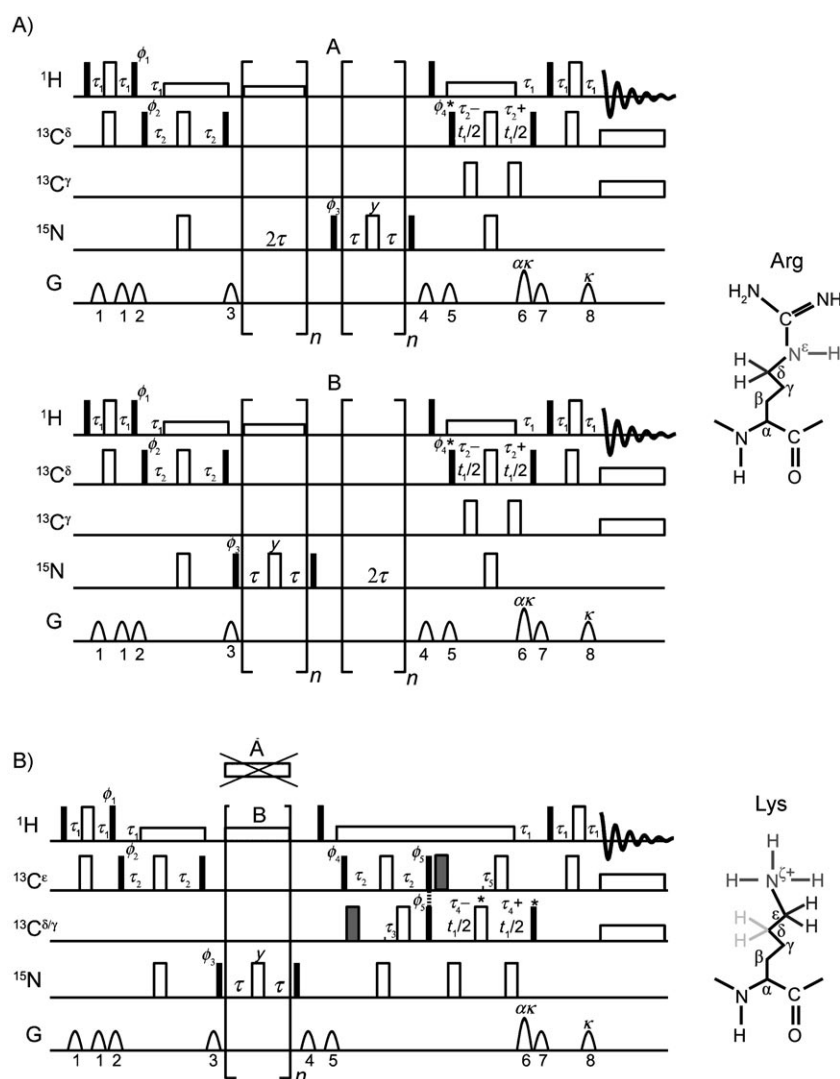 A)
A
¹H τ₁ τ₁ ϕ₁ τ₁ τ₁ τ₁ τ₁
¹³Cᵟ ϕ₂ τ₂ τ₂ ϕ₄* τ₂− t₁/2 τ₂+ t₁/2
¹³Cᵞ
¹⁵N 2τ ϕ₃ τ y τ
G ακ κ
1 1 2 3 n n 4 5 6 7 8
Arg
H₂N NH
C
Nᵋ H
H H δ γ
β
α
N C
H O
B
¹H τ₁ τ₁ ϕ₁ τ₁ τ₁ τ₁ τ₁
¹³Cᵟ ϕ₂ τ₂ τ₂ ϕ₄* τ₂− t₁/2 τ₂+ t₁/2
¹³Cᵞ
¹⁵N ϕ₃ τ y τ 2τ
G ακ κ
1 1 2 3 n n 4 5 6 7 8
B)
A
B
¹H τ₁ τ₁ ϕ₁ τ₁ τ₁ τ₁ τ₁
¹³Cᵋ ϕ₂ τ₂ τ₂ ϕ₄ τ₂ τ₂ ϕ₅ τ₅
¹³Cᵟᐟᵞ τ₃ ϕ₅ τ₄− t₁/2 * τ₄+ t₁/2 *
¹⁵N ϕ₃ τ y τ
G ακ κ
1 1 2 3 n 4 5 6 7 8
Lys
H
H N ζ+
H ε H
H δ H
H γ
β
α
N C
H O